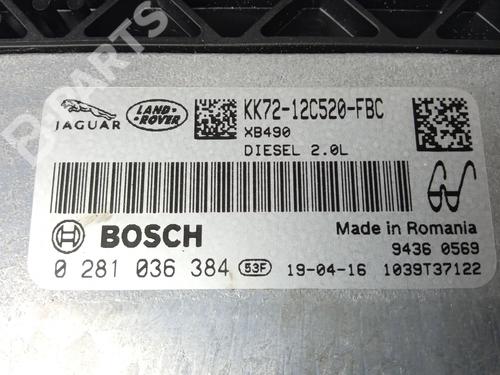 B-PARTS
JAGUAR
LAND-
ROVER
KK72-12C520-FBC
XB490
DIESEL 2.0L
BOSCH
Made in Romania
9436 0569
0 281 036 384 53F 19-04-16 1039T37122